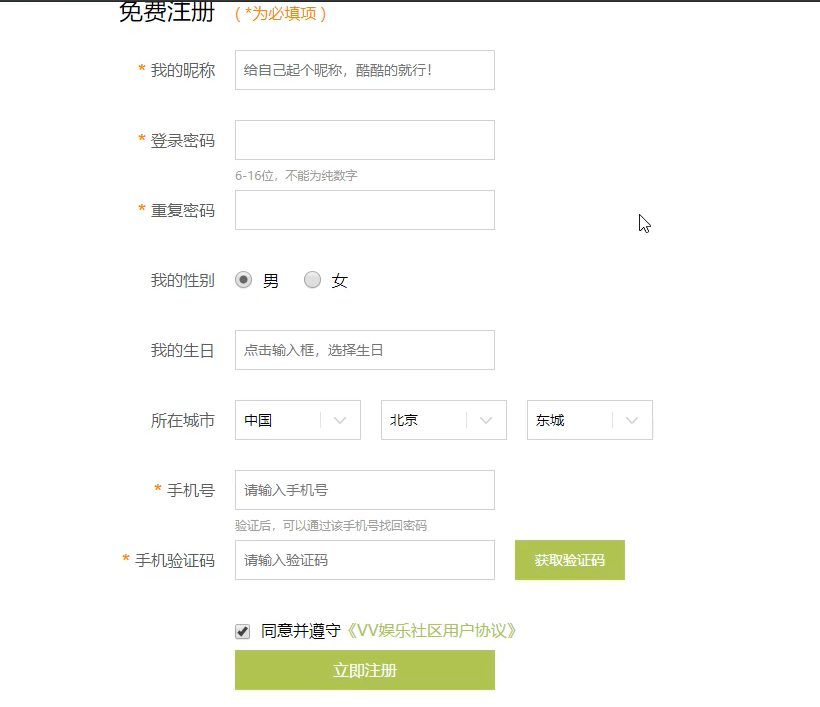 免费注册 ( *为必填项 )
* 我的昵称 给自己起个昵称，酷酷的就行！
* 登录密码
6-16位，不能为纯数字
* 重复密码
我的性别 男 女
我的生日 点击输入框，选择生日
所在城市 中国 北京 东城
* 手机号 请输入手机号
验证后，可以通过该手机号找回密码
* 手机验证码 请输入验证码 获取验证码
同意并遵守《VV娱乐社区用户协议》
立即注册